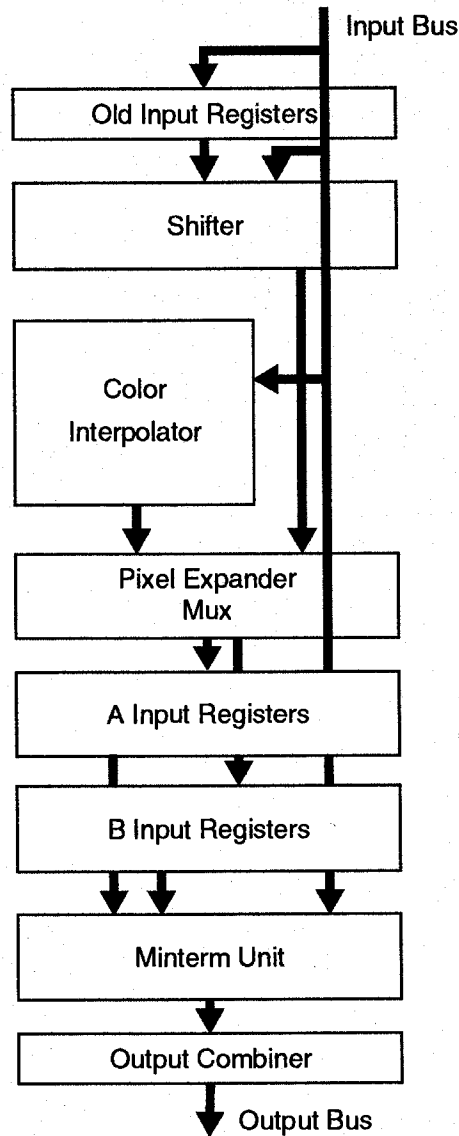 Input Bus
Old Input Registers
Shifter
Color
Interpolator
Pixel Expander
Mux
A Input Registers
B Input Registers
Minterm Unit
Output Combiner
Output Bus